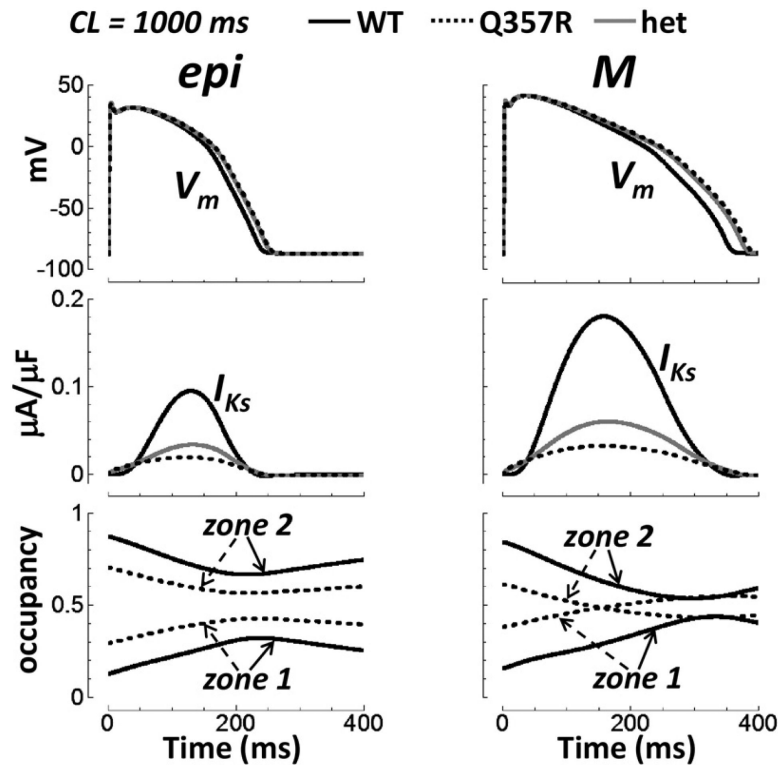 CL = 1000 ms WT Q357R het
epi M
50
0
-50
-100
mV
Vm
Vm
0.2
0.1
0
μA/μF
IKs
IKs
1
0.5
0
occupancy
zone 2
zone 1
zone 2
zone 1
0 200 400
0 100 200 300 400
Time (ms)
Time (ms)